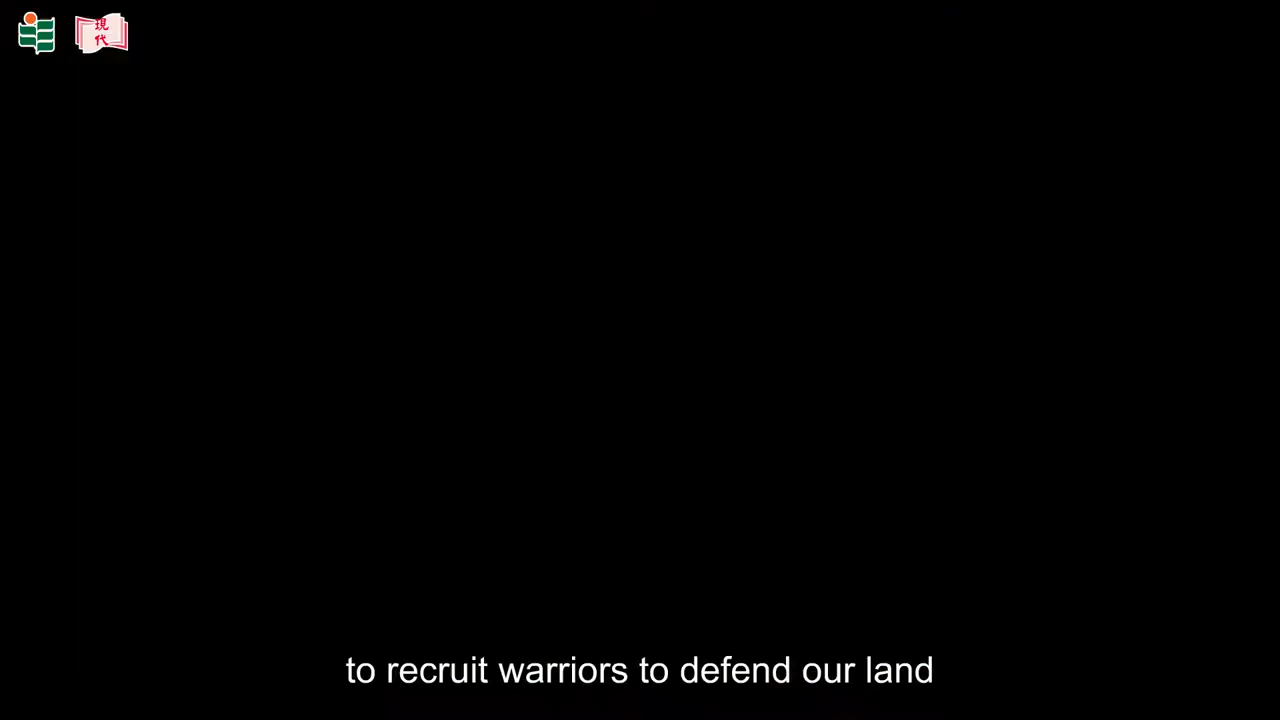 現
代
to recruit warriors to defend our land